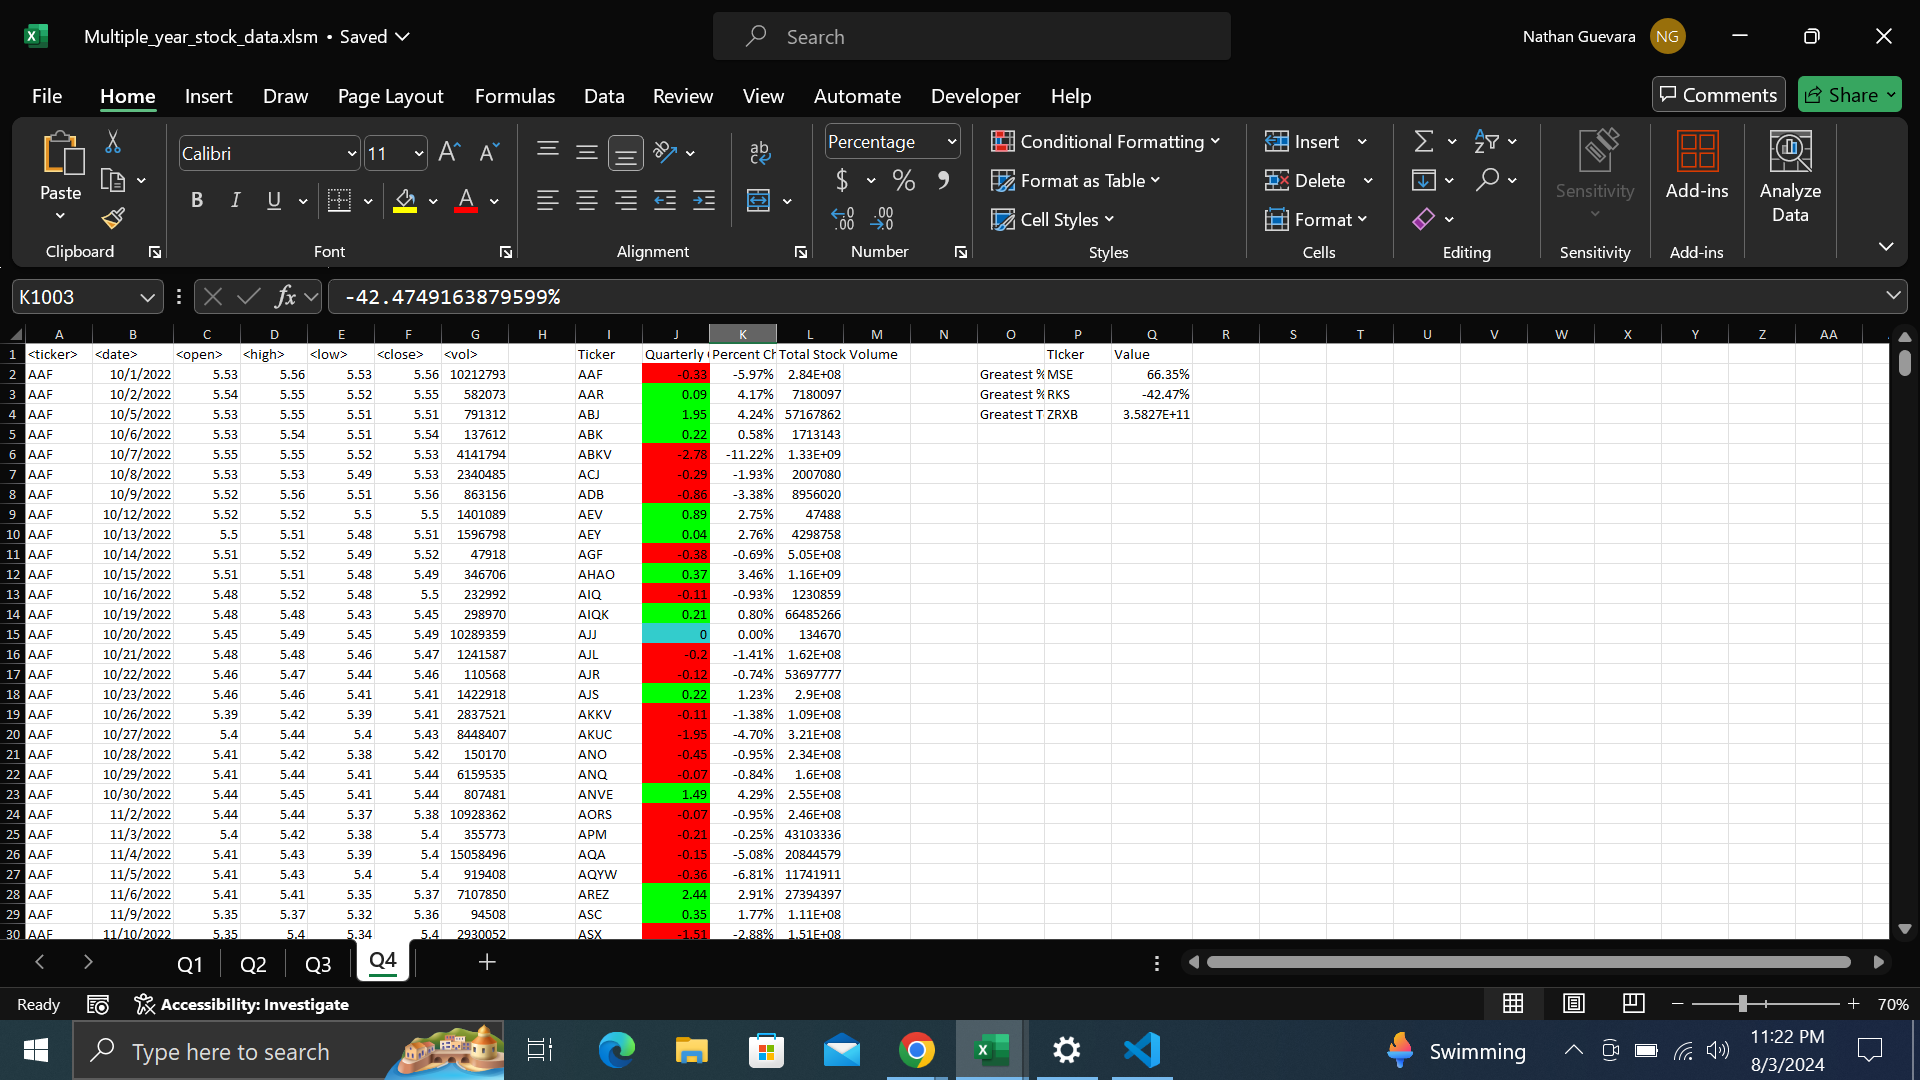 Multiple_year_stock_data.xlsm • Saved
Search
Nathan Guevara NG
File Home Insert Draw Page Layout Formulas Data Review View Automate Developer Help Comments Share
Paste Calibri 11 Percentage Conditional Formatting Insert Sensitivity Add-ins Analyze Data
B I U ab $ % Format as Table Delete
Cell Styles Format
Clipboard Font Alignment Number Styles Cells Editing Sensitivity Add-ins
K1003 fx -42.4749163879599%
A B C D E F G H I J K L M N O P Q R S T U V W X Y Z AA
1 <ticker> <date> <open> <high> <low> <close> <vol> Ticker Quarterly Percent Ch Total Stock Volume TIcker Value
2 AAF 10/1/2022 5.53 5.56 5.53 5.56 10212793 AAF -0.33 -5.97% 2.84E+08 Greatest % MSE 66.35%
3 AAF 10/2/2022 5.54 5.55 5.52 5.55 582073 AAR 0.09 4.17% 7180097 Greatest % RKS -42.47%
4 AAF 10/5/2022 5.53 5.55 5.51 5.51 791312 ABJ 1.95 4.24% 57167862 Greatest T ZRXB 3.5827E+11
5 AAF 10/6/2022 5.53 5.54 5.51 5.54 137612 ABK 0.22 0.58% 1713143
6 AAF 10/7/2022 5.55 5.55 5.52 5.53 4141794 ABKV -2.78 -11.22% 1.33E+09
7 AAF 10/8/2022 5.53 5.53 5.49 5.53 2340485 ACJ -0.29 -1.93% 2007080
8 AAF 10/9/2022 5.52 5.56 5.51 5.56 863156 ADB -0.86 -3.38% 8956020
9 AAF 10/12/2022 5.52 5.52 5.5 5.5 1401089 AEV 0.89 2.75% 47488
10 AAF 10/13/2022 5.5 5.51 5.48 5.51 1596798 AEY 0.04 2.76% 4298758
11 AAF 10/14/2022 5.51 5.52 5.49 5.52 47918 AGF -0.38 -0.69% 5.05E+08
12 AAF 10/15/2022 5.51 5.51 5.48 5.49 346706 AHAO 0.37 3.46% 1.16E+09
13 AAF 10/16/2022 5.48 5.52 5.48 5.5 232992 AIQ -0.11 -0.93% 1230859
14 AAF 10/19/2022 5.48 5.48 5.43 5.45 298970 AIQK 0.21 0.80% 66485266
15 AAF 10/20/2022 5.45 5.49 5.45 5.49 10289359 AJJ 0 0.00% 134670
16 AAF 10/21/2022 5.48 5.48 5.46 5.47 1241587 AJL -0.2 -1.41% 1.62E+08
17 AAF 10/22/2022 5.46 5.47 5.44 5.46 110568 AJR -0.12 -0.74% 53697777
18 AAF 10/23/2022 5.46 5.46 5.41 5.41 1422918 AJS 0.22 1.23% 2.9E+08
19 AAF 10/26/2022 5.39 5.42 5.39 5.41 2837521 AKKV -0.11 -1.38% 1.09E+08
20 AAF 10/27/2022 5.4 5.44 5.4 5.43 8448407 AKUC -1.95 -4.70% 3.21E+08
21 AAF 10/28/2022 5.41 5.42 5.38 5.42 150170 ANO -0.45 -0.95% 2.34E+08
22 AAF 10/29/2022 5.41 5.44 5.41 5.44 6159535 ANQ -0.07 -0.84% 1.6E+08
23 AAF 10/30/2022 5.44 5.45 5.41 5.44 807481 ANVE 1.49 4.29% 2.55E+08
24 AAF 11/2/2022 5.44 5.44 5.37 5.38 10928362 AORS -0.07 -0.95% 2.46E+08
25 AAF 11/3/2022 5.4 5.42 5.38 5.4 355773 APM -0.21 -0.25% 43103336
26 AAF 11/4/2022 5.41 5.43 5.39 5.4 15058496 AQA -0.15 -5.08% 20844579
27 AAF 11/5/2022 5.41 5.43 5.4 5.4 919408 AQYW -0.36 -6.81% 11741911
28 AAF 11/6/2022 5.41 5.41 5.35 5.37 7107850 AREZ 2.44 2.91% 27394397
29 AAF 11/9/2022 5.35 5.37 5.32 5.36 94508 ASC 0.35 1.77% 1.11E+08
30 AAF 11/10/2022 5.35 5.4 5.34 5.4 2930052 ASX -1.51 -2.88% 1.51E+08
Q1 Q2 Q3 Q4
Ready Accessibility: Investigate 70%
Type here to search Swimming 11:22 PM
8/3/2024